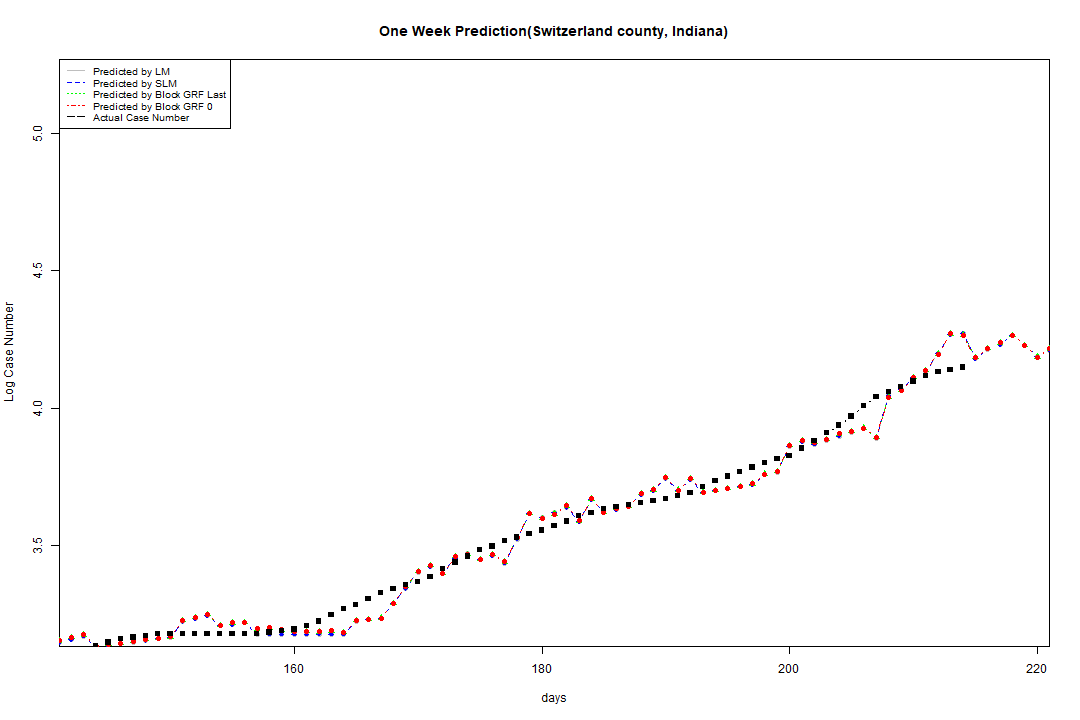 One Week Prediction(Switzerland county, Indiana)
Predicted by LM
Predicted by SLM
Predicted by Block GRF Last
Predicted by Block GRF 0
Actual Case Number
5.0
4.5
4.0
3.5
Log Case Number
160 180 200 220
days